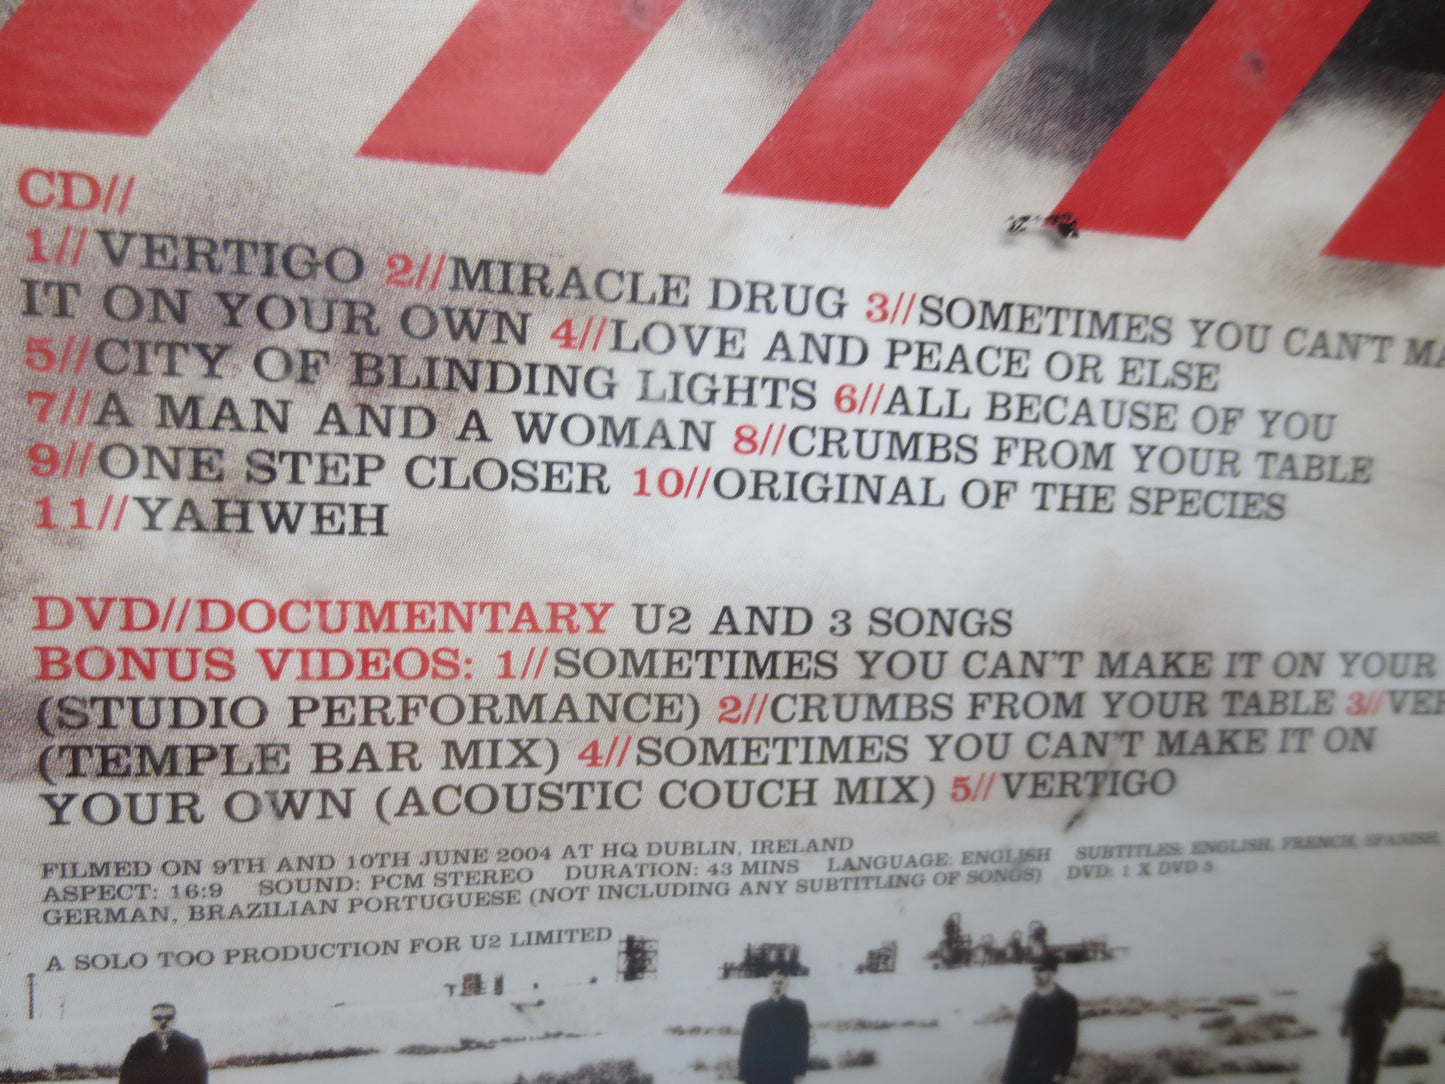 CD//
1// VERTIGO 2// MIRACLE DRUG 3// SOMETIMES YOU CAN'T MA
IT ON YOUR OWN 4// LOVE AND PEACE OR ELSE
5// CITY OF BLINDING LIGHTS 6// ALL BECAUSE OF YOU
7// A MAN AND A WOMAN 8// CRUMBS FROM YOUR TABLE
9// ONE STEP CLOSER 10// ORIGINAL OF THE SPECIES
11// YAHWEH
DVD//DOCUMENTARY U2 AND 3 SONGS
BONUS VIDEOS: 1// SOMETIMES YOU CAN'T MAKE IT ON YOUR
(STUDIO PERFORMANCE) 2// CRUMBS FROM YOUR TABLE 3// VER
(TEMPLE BAR MIX) 4// SOMETIMES YOU CAN'T MAKE IT ON
YOUR OWN (ACOUSTIC COUCH MIX) 5// VERTIGO
FILMED ON 9TH AND 10TH JUNE 2004 AT HQ DUBLIN, IRELAND
ASPECT: 16:9 SOUND: PCM STEREO DURATION: 43 MINS LANGUAGE: ENGLISH SUBTITLES: ENGLISH, FRENCH, SPANISH,
GERMAN, BRAZILIAN PORTUGUESE (NOT INCLUDING ANY SUBTITLING OF SONGS) DVD: 1 X DVD 5
A SOLO TOO PRODUCTION FOR U2 LIMITED